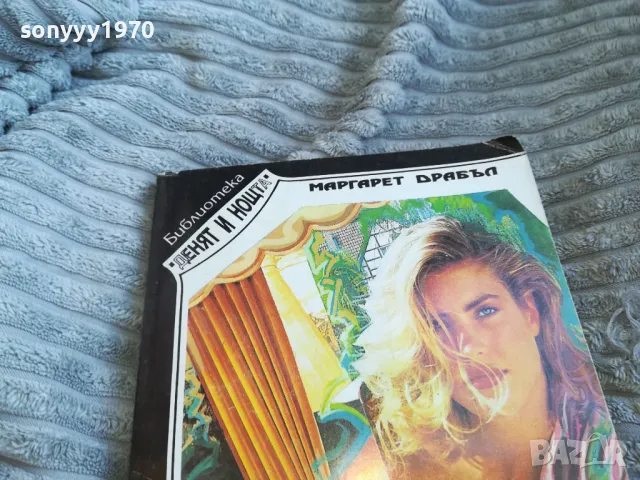 sonyyy1970
Библиотека
"ДЕНЯТ И НОЩТА"
МАРГАРЕТ ДРАБЪЛ
BAZAR